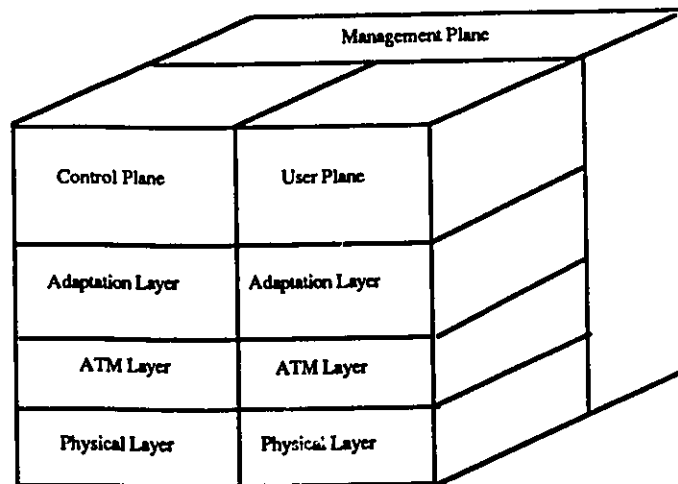 Management Plane
Control Plane User Plane
Adaptation Layer Adaptation Layer
ATM Layer ATM Layer
Physical Layer Physical Layer